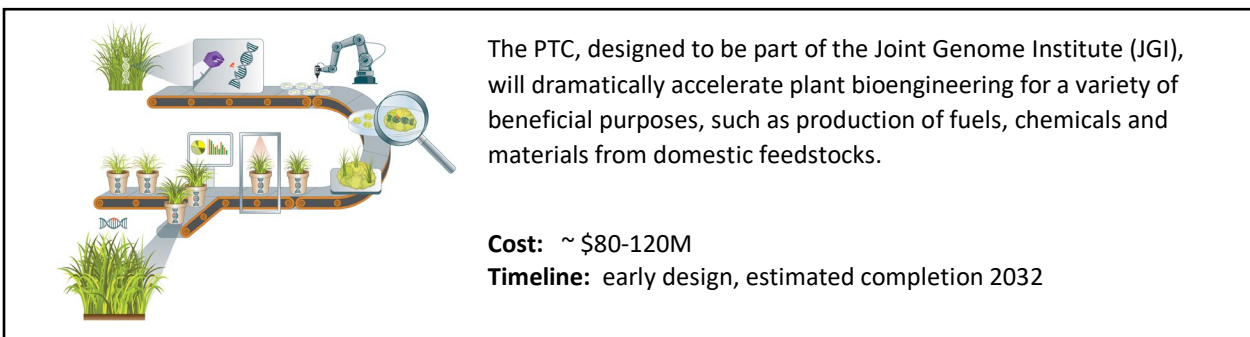 The PTC, designed to be part of the Joint Genome Institute (JGI),
will dramatically accelerate plant bioengineering for a variety of
beneficial purposes, such as production of fuels, chemicals and
materials from domestic feedstocks.
Cost: ~ $80-120M
Timeline: early design, estimated completion 2032